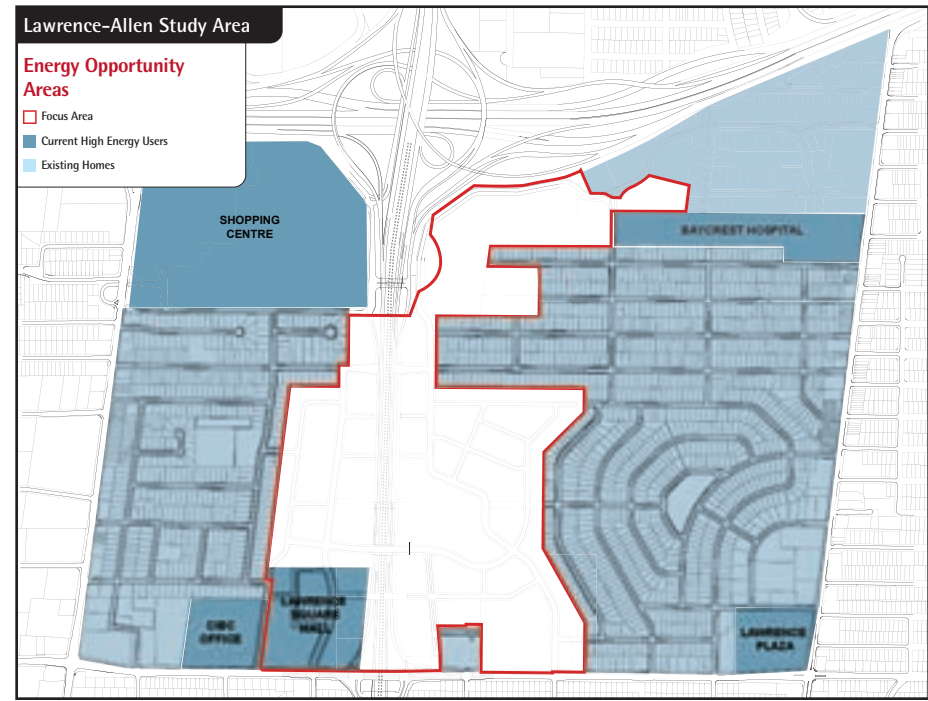 Lawrence-Allen Study Area
Energy Opportunity
Areas
Focus Area
Current High Energy Users
Existing Homes
SHOPPING
CENTRE
BAYCREST HOSPITAL
LAWRENCE
SQUARE
MALL
CIBC
OFFICE
LAWRENCE
PLAZA